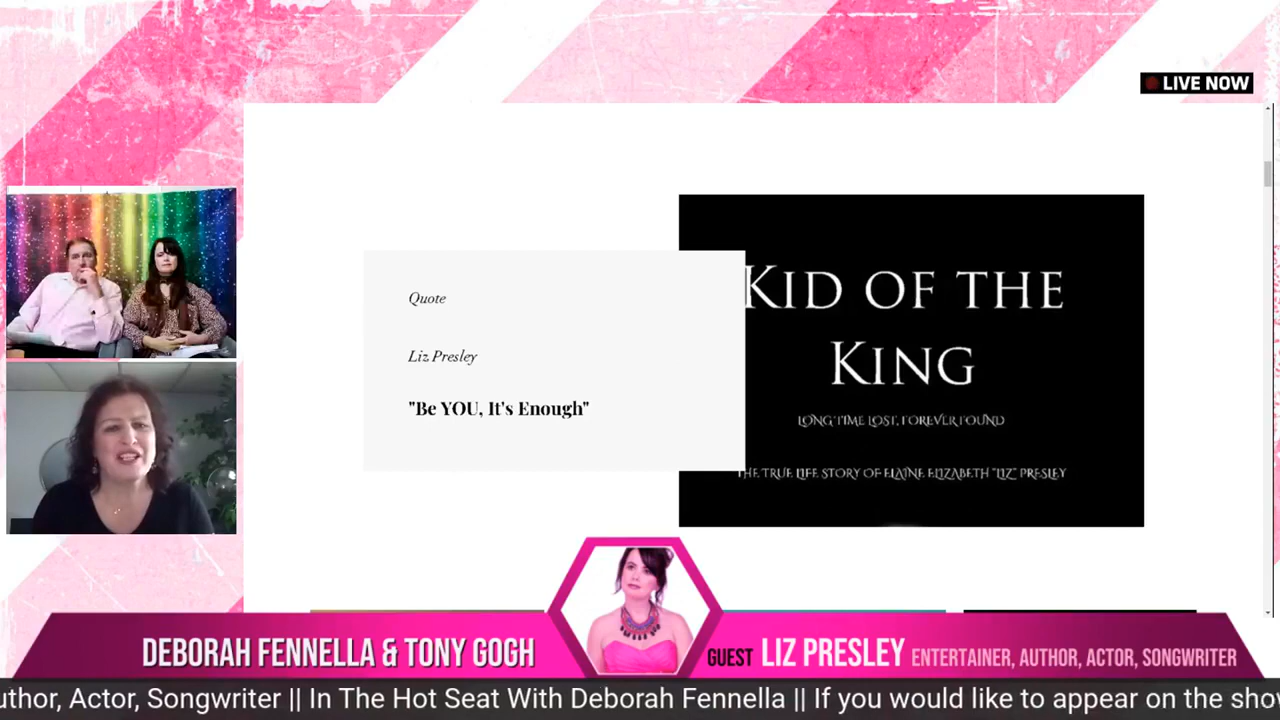 LIVE NOW
Quote
Liz Presley
"Be YOU, It's Enough"
KID OF THE
KING
LONG TIME LOST, FOREVER FOUND
THE TRUE LIFE STORY OF ELAINE ELIZABETH "LIZ" PRESLEY
DEBORAH FENNELLA & TONY GOGH
GUEST LIZ PRESLEY ENTERTAINER, AUTHOR, ACTOR, SONGWRITER
uthor, Actor, Songwriter || In The Hot Seat With Deborah Fennella || If you would like to appear on the sho